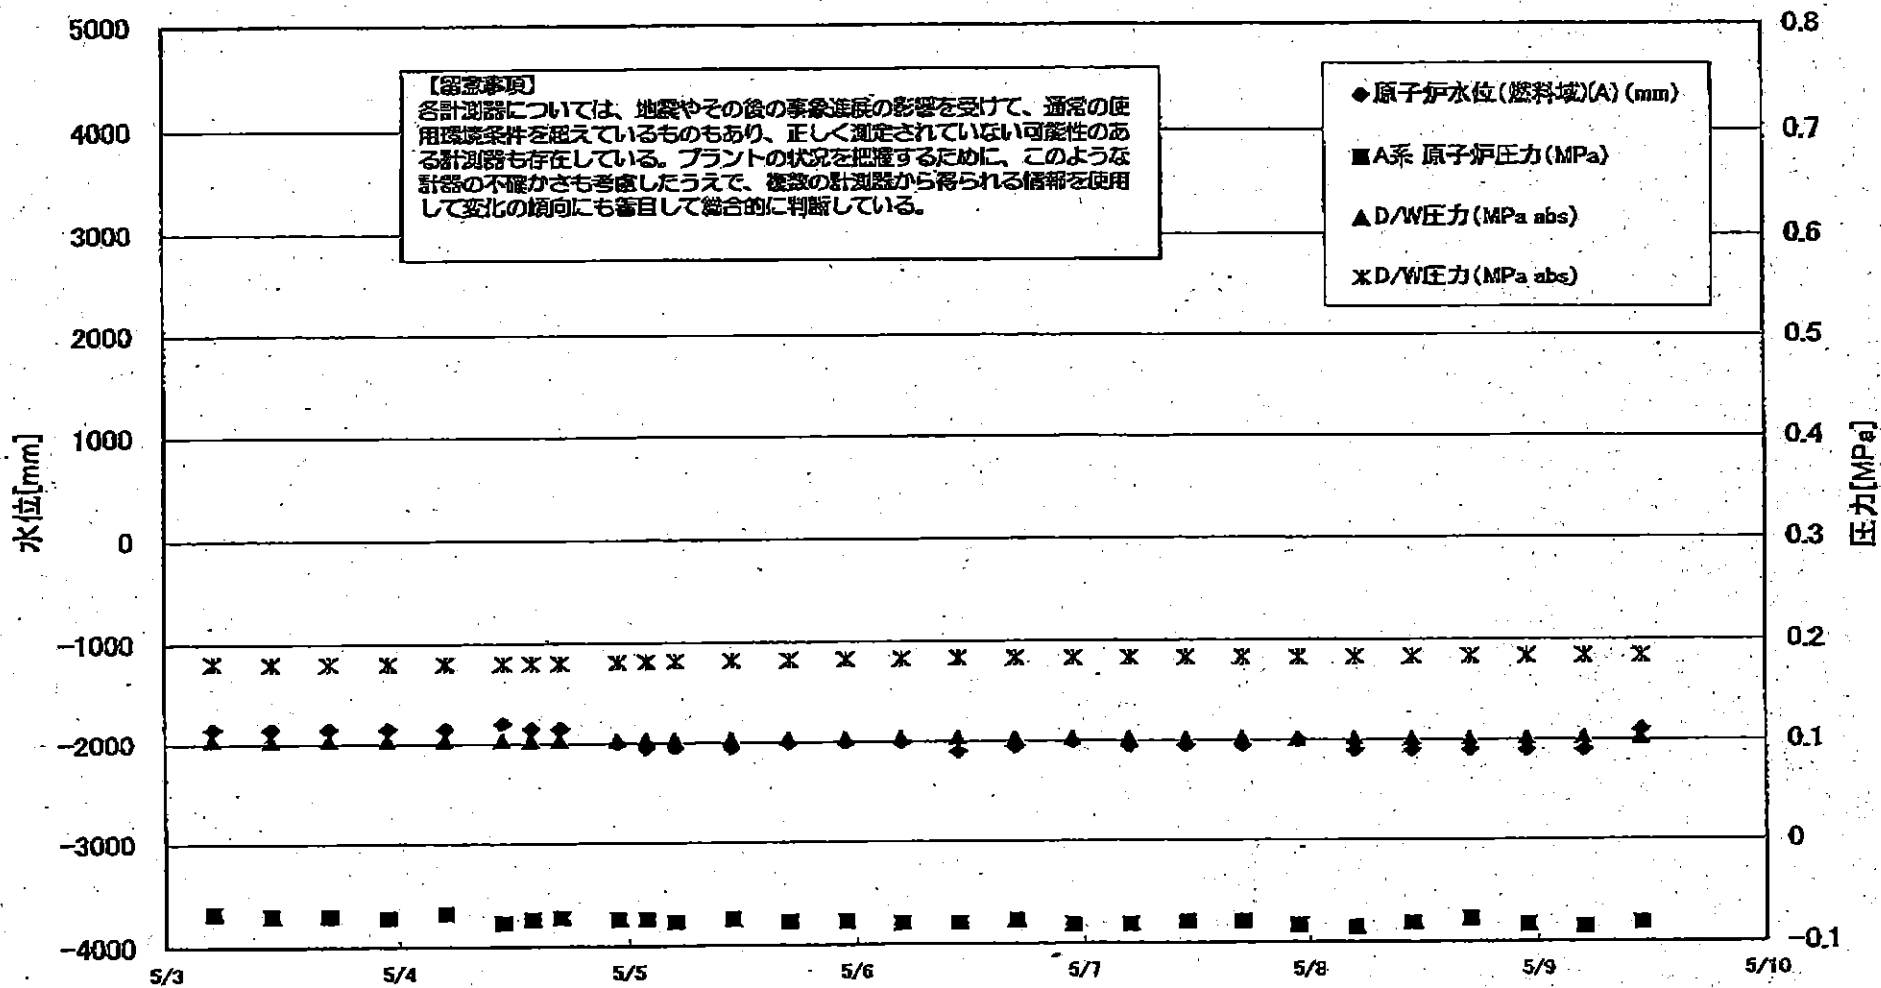 5000
4000
3000
2000
1000
0
-1000
-2000
-3000
-4000
水位[mm]
【留意事項】
各計測器については、地震やその後の事象進展の影響を受けて、通常の使
用環境条件を超えているものもあり、正しく測定されていない可能性のあ
る計測器も存在している。プラントの状況を把握するために、このような
計器の不確かさも考慮したうえで、複数の計測器から得られる情報を使用
して変化の傾向にも着目して総合的に判断している。
◆原子炉水位(燃料域)(A)(mm)
■A系 原子炉圧力(MPa)
▲D/W圧力(MPa abs)
D/W圧力(MPa abs)
0.8
0.7
0.6
0.5
0.4
0.3
0.2
0.1
0
-0.1
圧力[MPa]
5/3 5/4 5/5 5/6 5/7 5/8 5/9 5/10